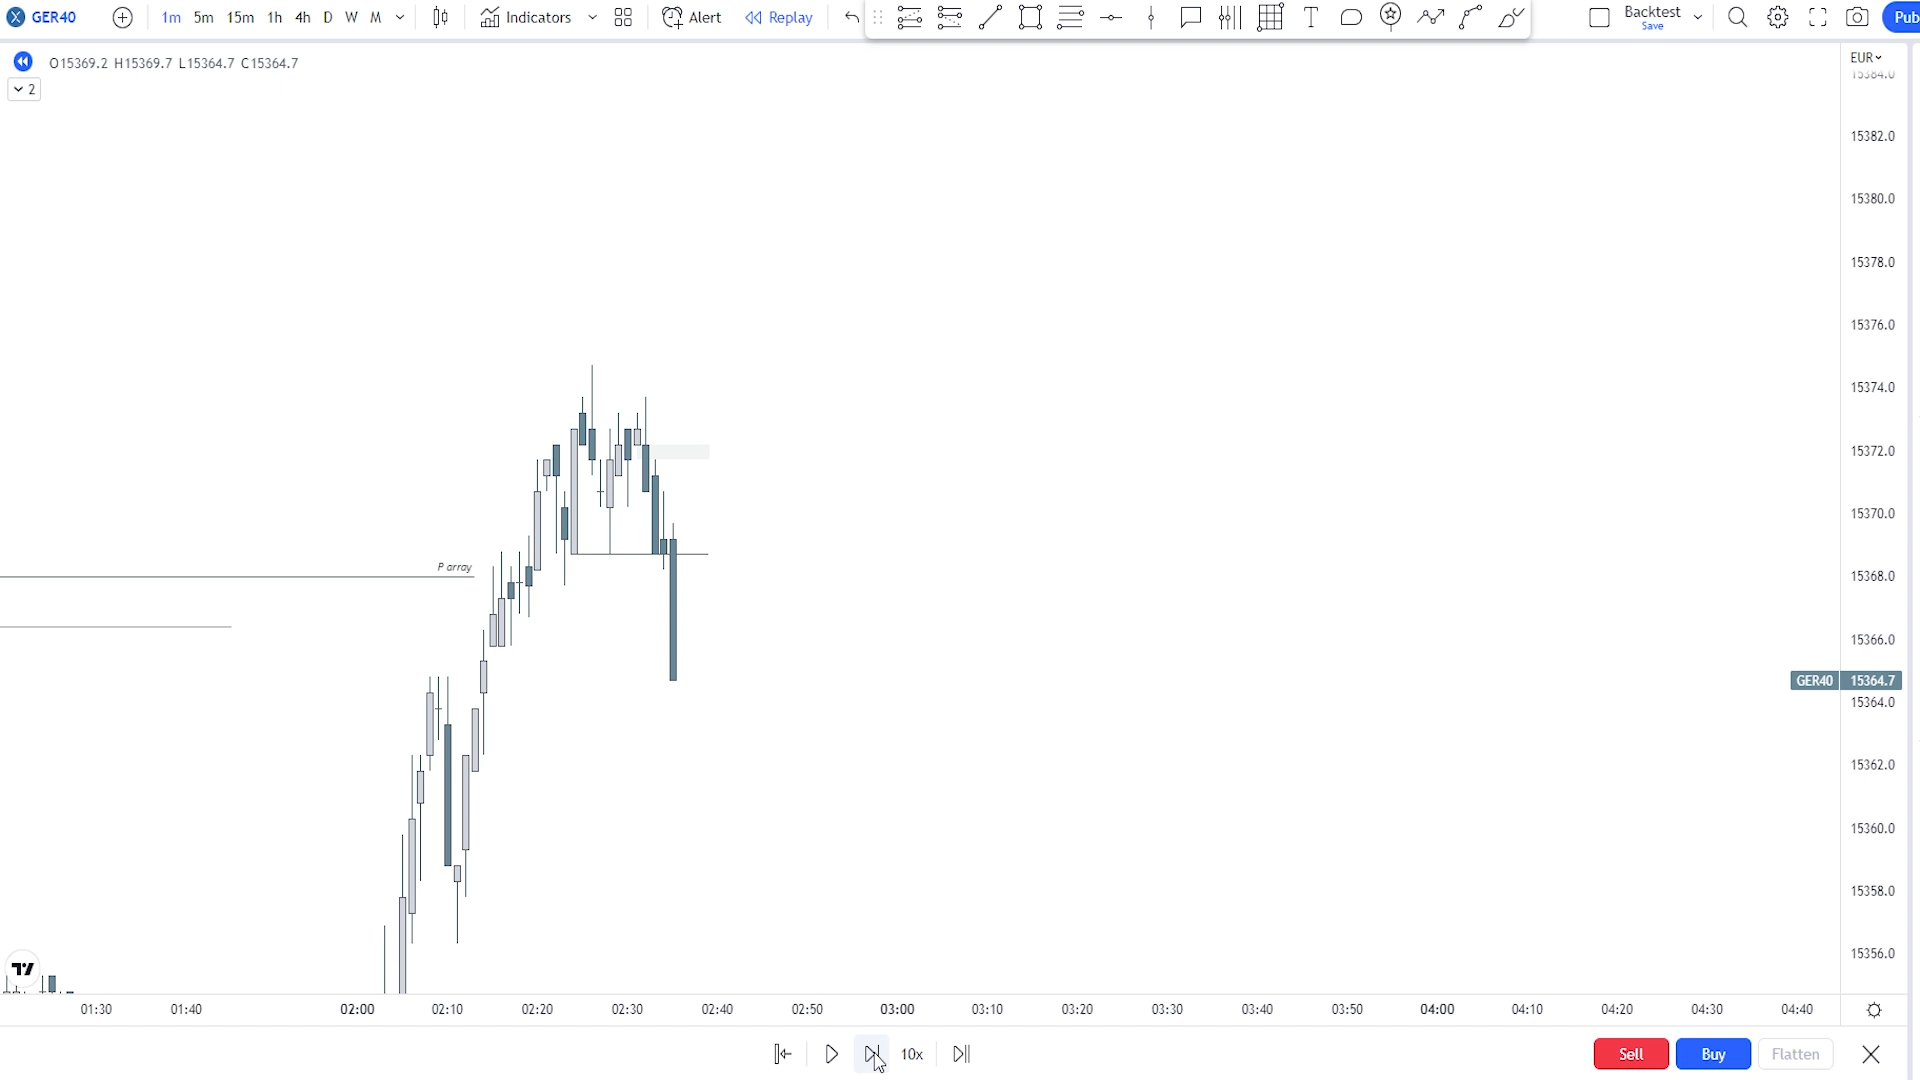 GER40 1m 5m 15m 1h 4h D W M Indicators Alert Replay Backtest
Save
Pub
O15369.2 H15369.7 L15364.7 C15364.7
EUR
2
15384.0
15382.0
15380.0
15378.0
15376.0
15374.0
15372.0
15370.0
P array
15368.0
15366.0
GER40 15364.7
15364.0
15362.0
15360.0
15358.0
15356.0
01:30 01:40 02:00 02:10 02:20 02:30 02:40 02:50 03:00 03:10 03:20 03:30 03:40 03:50 04:00 04:10 04:20 04:30 04:40
10x Sell Buy Flatten